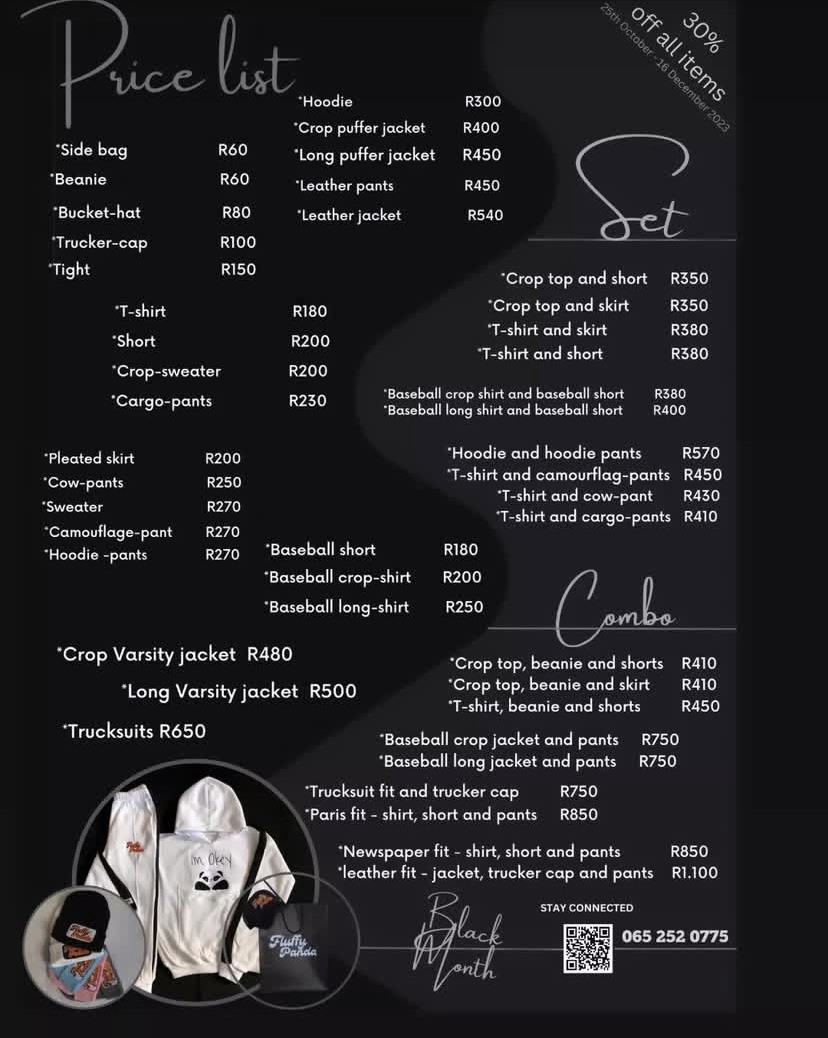 Price list
30%
off all items
25th October - 16 December 2023
*Side bag R60
*Beanie R60
*Bucket-hat R80
*Trucker-cap R100
*Tight R150
*Hoodie R300
*Crop puffer jacket R400
*Long puffer jacket R450
*Leather pants R450
*Leather jacket R540
*T-shirt R180
*Short R200
*Crop-sweater R200
*Cargo-pants R230
*Pleated skirt R200
*Cow-pants R250
*Sweater R270
*Camouflage-pant R270
*Hoodie -pants R270
*Baseball short R180
*Baseball crop-shirt R200
*Baseball long-shirt R250
*Crop Varsity jacket R480
*Long Varsity jacket R500
*Trucksuits R650
Set
*Crop top and short R350
*Crop top and skirt R350
*T-shirt and skirt R380
*T-shirt and short R380
*Baseball crop shirt and baseball short R380
*Baseball long shirt and baseball short R400
*Hoodie and hoodie pants R570
*T-shirt and camourflag-pants R450
*T-shirt and cow-pant R430
*T-shirt and cargo-pants R410
Combo
*Crop top, beanie and shorts R410
*Crop top, beanie and skirt R410
*T-shirt, beanie and shorts R450
*Baseball crop jacket and pants R750
*Baseball long jacket and pants R750
*Trucksuit fit and trucker cap R750
*Paris fit - shirt, short and pants R850
*Newspaper fit - shirt, short and pants R850
*leather fit - jacket, trucker cap and pants R1.100
Im Okey
Fluffy
Panda
Black
Month
STAY CONNECTED
065 252 0775